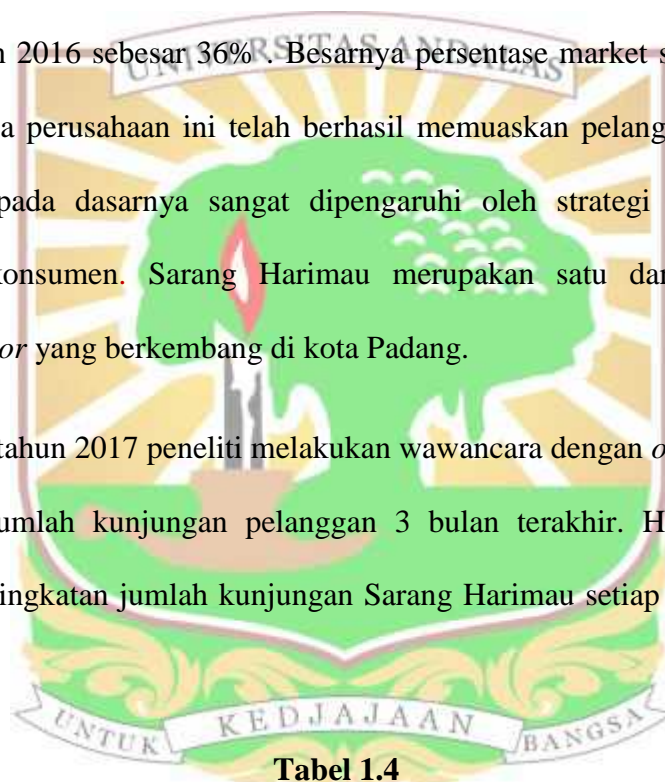 n 2016 sebesar 36% . Besarnya persentase market s
UNIVERSITAS ANDALAS
a perusahaan ini telah berhasil memuaskan pelang
pada dasarnya sangat dipengaruhi oleh strategi
konsumen. Sarang Harimau merupakan satu dar
or yang berkembang di kota Padang.
tahun 2017 peneliti melakukan wawancara dengan o
umlah kunjungan pelanggan 3 bulan terakhir. H
ingkatan jumlah kunjungan Sarang Harimau setiap
UNTUK KEDJAJAAN BANGSA
Tabel 1.4